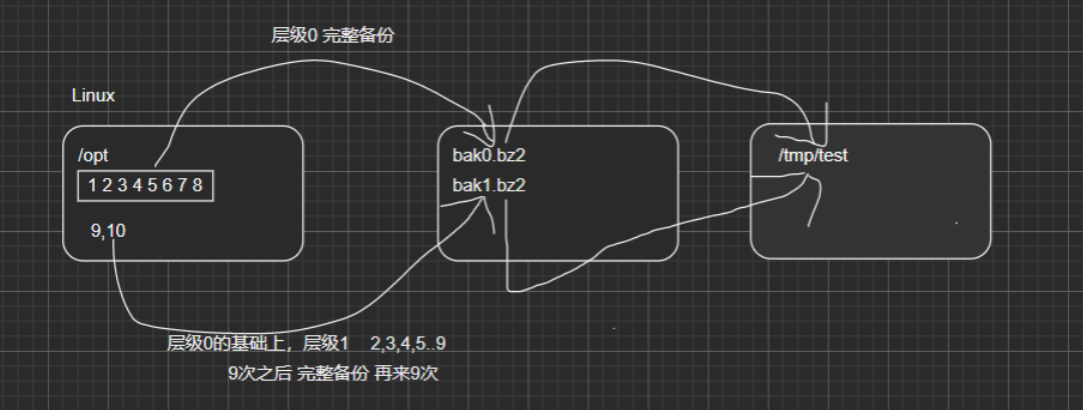 层级0 完整备份
Linux
/opt
1 2 3 4 5 6 7 8
9,10
bak0.bz2
bak1.bz2
/tmp/test
层级0的基础上，层级1 2,3,4,5..9
9次之后 完整备份 再来9次